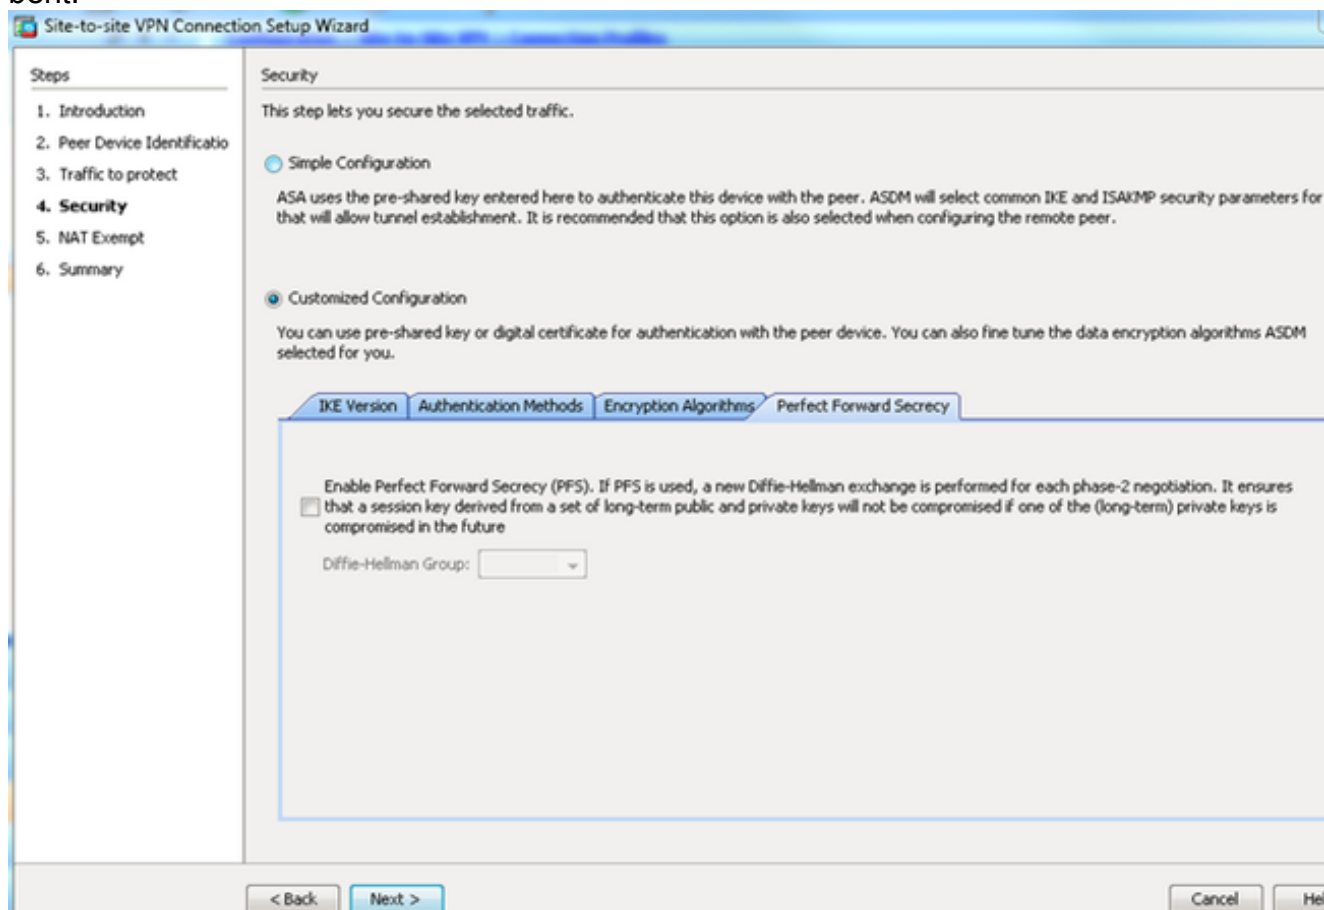 Site-to-site VPN Connection Setup Wizard
Steps
1. Introduction
2. Peer Device Identificatio
3. Traffic to protect
4. Security
5. NAT Exempt
6. Summary
Security
This step lets you secure the selected traffic.
Simple Configuration
ASA uses the pre-shared key entered here to authenticate this device with the peer. ASDM will select common IKE and ISAKMP security parameters for
that will allow tunnel establishment. It is recommended that this option is also selected when configuring the remote peer.
Customized Configuration
You can use pre-shared key or digital certificate for authentication with the peer device. You can also fine tune the data encryption algorithms ASDM
selected for you.
IKE Version Authentication Methods Encryption Algorithms Perfect Forward Secrecy
Enable Perfect Forward Secrecy (PFS). If PFS is used, a new Diffie-Hellman exchange is performed for each phase-2 negotiation. It ensures
that a session key derived from a set of long-term public and private keys will not be compromised if one of the (long-term) private keys is
compromised in the future
Diffie-Hellman Group:
< Back Next > Cancel Hel